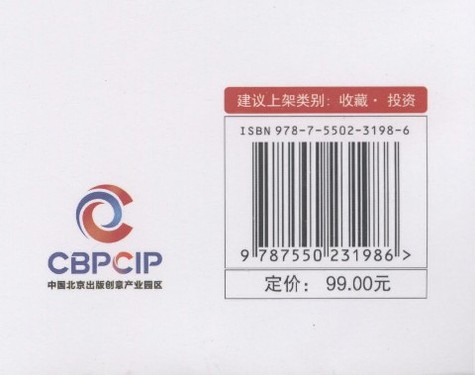 建议上架类别：收藏·投资
ISBN 978-7-5502-3198-6
9 787550 231986 >
定价： 99.00元
CBPCIP
中国北京出版创意产业园区